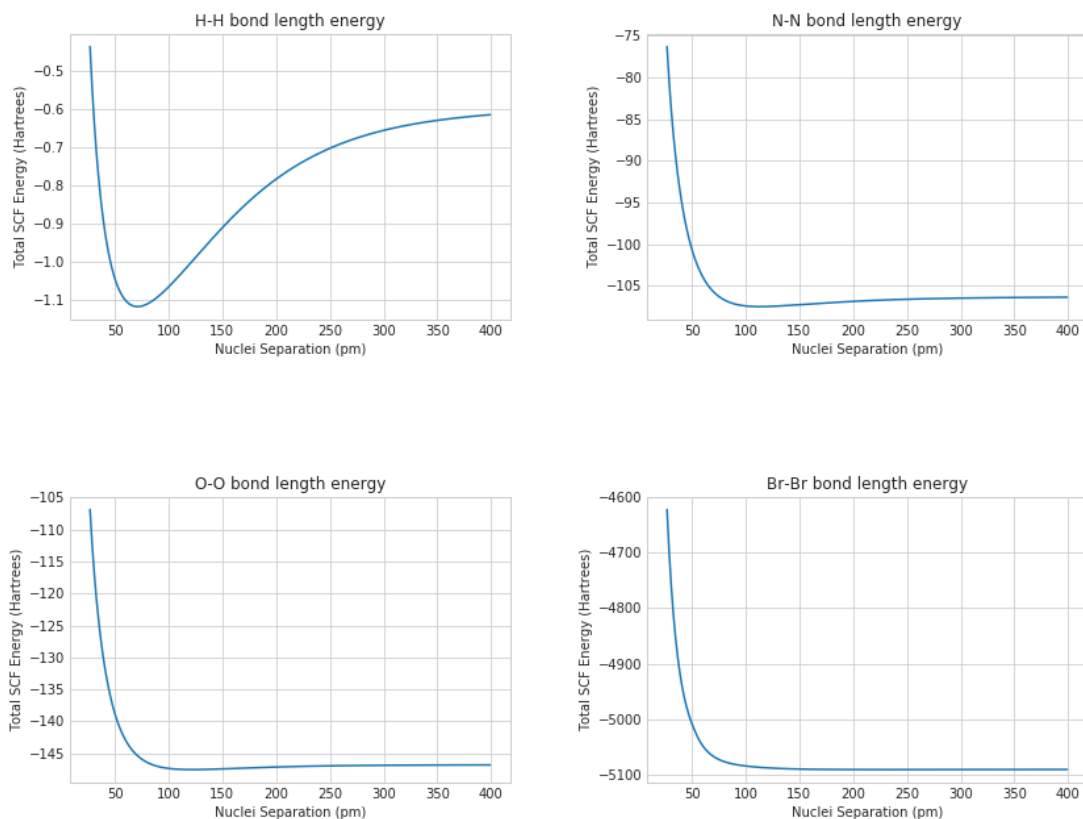 H-H bond length energy
Total SCF Energy (Hartrees)
−0.5
−0.6
−0.7
−0.8
−0.9
−1.0
−1.1
50 100 150 200 250 300 350 400
Nuclei Separation (pm)
N-N bond length energy
Total SCF Energy (Hartrees)
−75
−80
−85
−90
−95
−100
−105
50 100 150 200 250 300 350 400
Nuclei Separation (pm)
O-O bond length energy
Total SCF Energy (Hartrees)
−105
−110
−115
−120
−125
−130
−135
−140
−145
50 100 150 200 250 300 350 400
Nuclei Separation (pm)
Br-Br bond length energy
Total SCF Energy (Hartrees)
−4600
−4700
−4800
−4900
−5000
−5100
50 100 150 200 250 300 350 400
Nuclei Separation (pm)